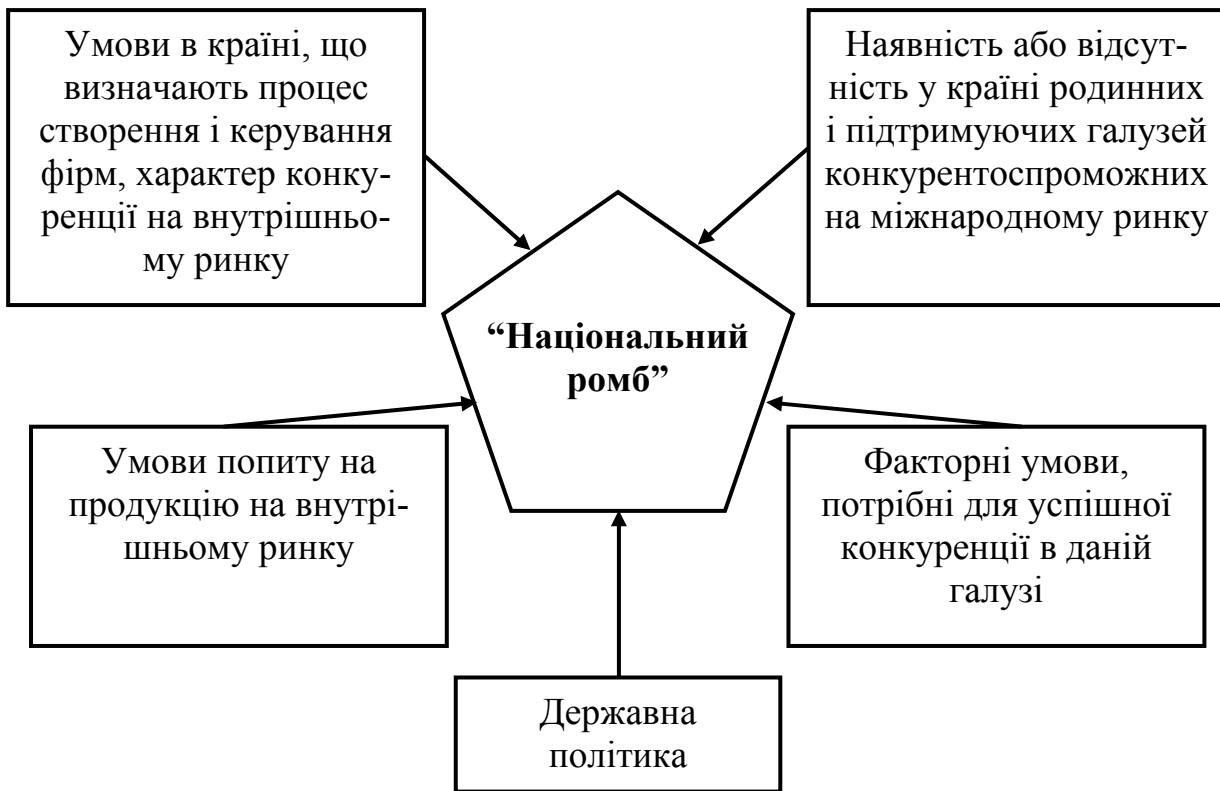 Умови в країні, що
визначають процес
створення і керування
фірм, характер конку-
ренції на внутрішньо-
му ринку
Наявність або відсут-
ність у країні родинних
і підтримуючих галузей
конкурентоспроможних
на міжнародному ринку
“Національний
ромб”
Умови попиту на
продукцію на внутрі-
шньому ринку
Факторні умови,
потрібні для успішної
конкуренції в даній
галузі
Державна
політика